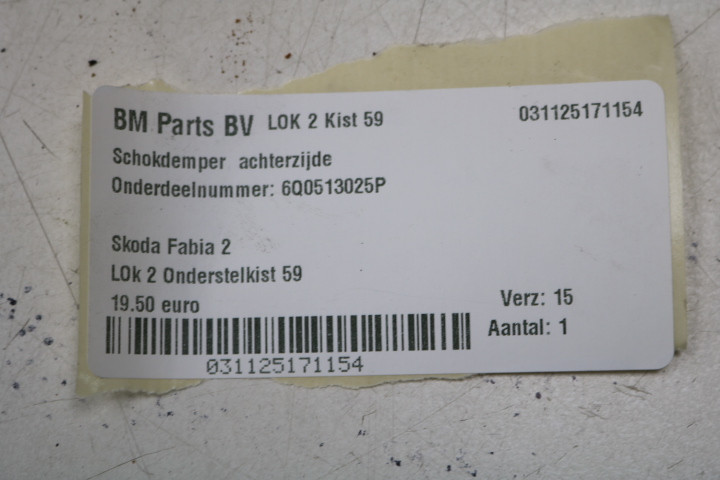 BM Parts BV LOK 2 Kist 59 031125171154
Schokdemper achterzijde
Onderdeelnummer: 6Q0513025P
Skoda Fabia 2
LOk 2 Onderstelkist 59
19.50 euro Verz: 15
Aantal: 1
031125171154